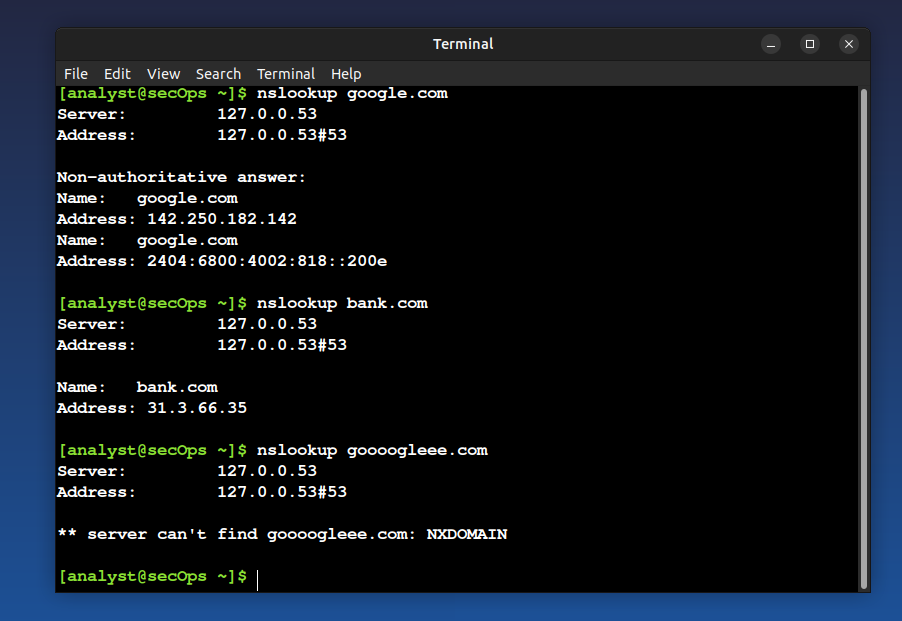 Terminal
File Edit View Search Terminal Help
[analyst@secOps ~]$ nslookup google.com
Server: 127.0.0.53
Address: 127.0.0.53#53
Non-authoritative answer:
Name: google.com
Address: 142.250.182.142
Name: google.com
Address: 2404:6800:4002:818::200e
[analyst@secOps ~]$ nslookup bank.com
Server: 127.0.0.53
Address: 127.0.0.53#53
Name: bank.com
Address: 31.3.66.35
[analyst@secOps ~]$ nslookup goooogleee.com
Server: 127.0.0.53
Address: 127.0.0.53#53
** server can't find goooogleee.com: NXDOMAIN
[analyst@secOps ~]$